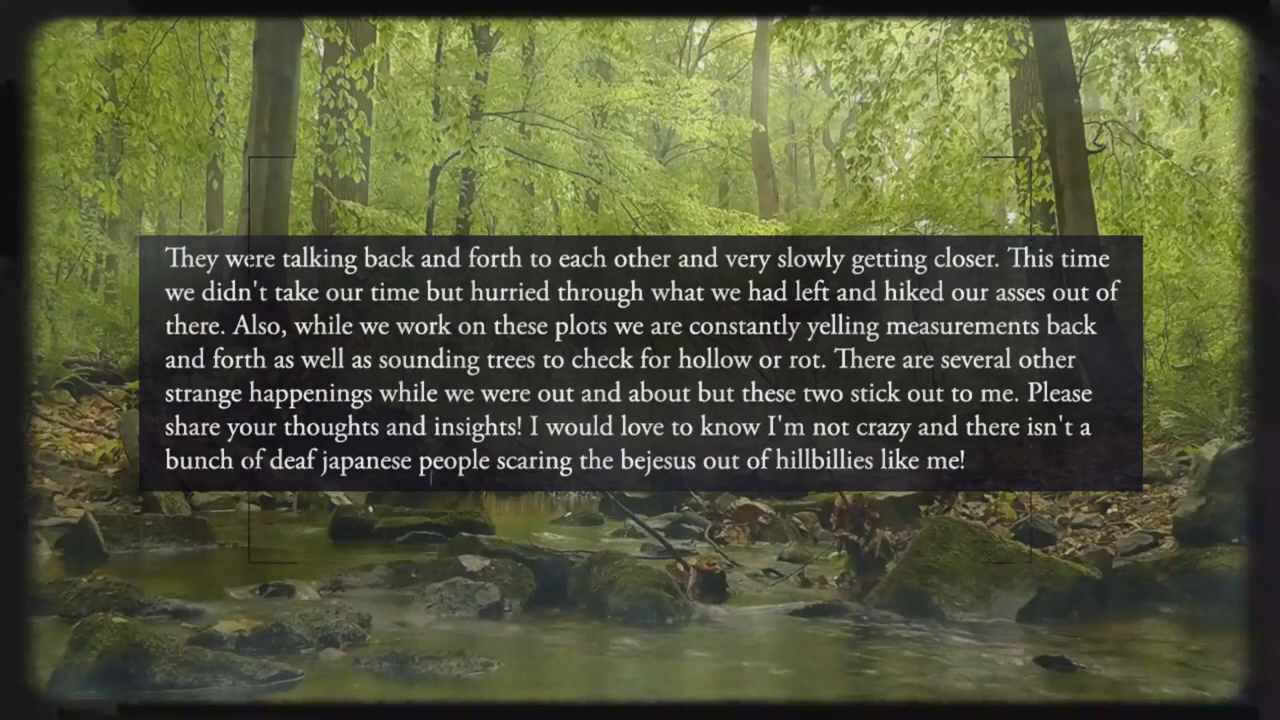 They were talking back and forth to each other and very slowly getting closer. This time
we didn't take our time but hurried through what we had left and hiked our asses out of
there. Also, while we work on these plots we are constantly yelling measurements back
and forth as well as sounding trees to check for hollow or rot. There are several other
strange happenings while we were out and about but these two stick out to me. Please
share your thoughts and insights! I would love to know I'm not crazy and there isn't a
bunch of deaf japanese people scaring the bejesus out of hillbillies like me!